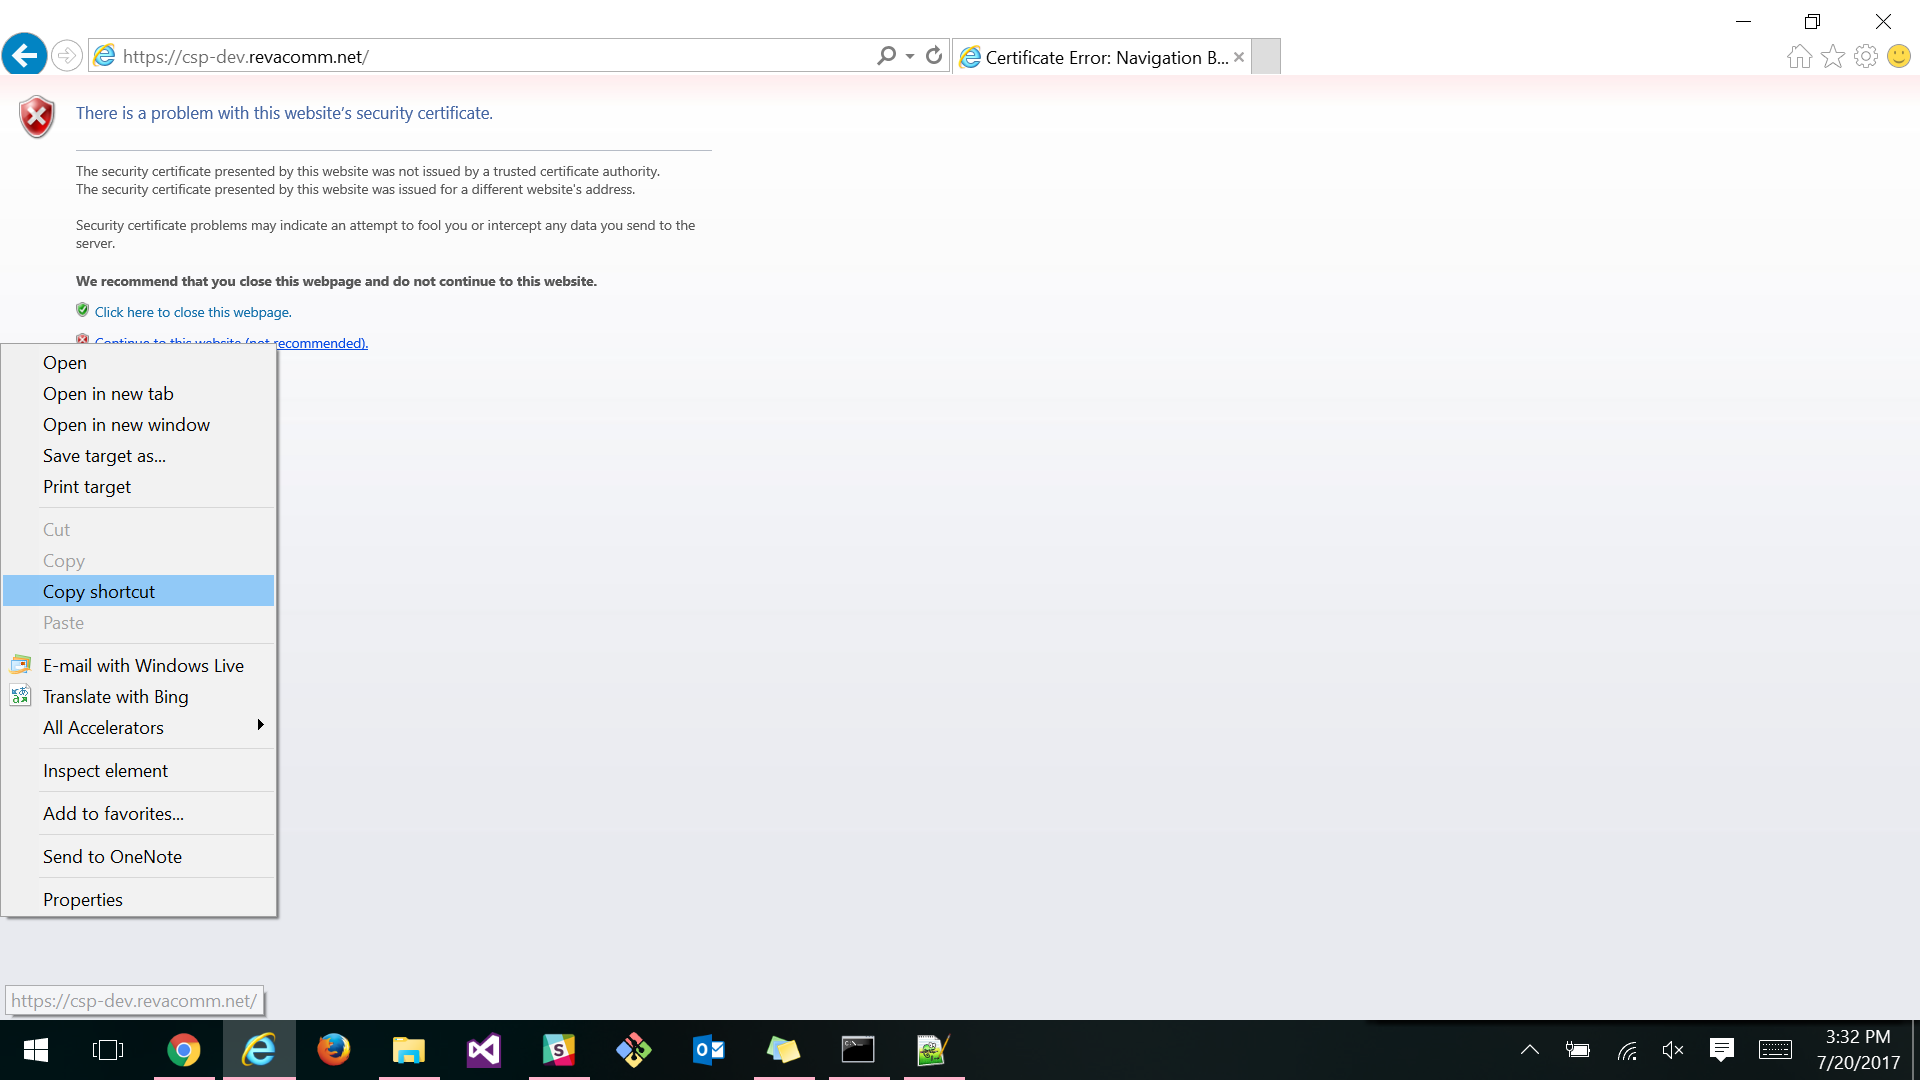 https://csp-dev.revacomm.net/
Certificate Error: Navigation B...
There is a problem with this website's security certificate.
The security certificate presented by this website was not issued by a trusted certificate authority.
The security certificate presented by this website was issued for a different website's address.
Security certificate problems may indicate an attempt to fool you or intercept any data you send to the
server.
We recommend that you close this webpage and do not continue to this website.
Click here to close this webpage.
Continue to this website (not recommended).
Open
Open in new tab
Open in new window
Save target as...
Print target
Cut
Copy
Copy shortcut
Paste
E-mail with Windows Live
Translate with Bing
All Accelerators
Inspect element
Add to favorites...
Send to OneNote
Properties
https://csp-dev.revacomm.net/
3:32 PM
7/20/2017